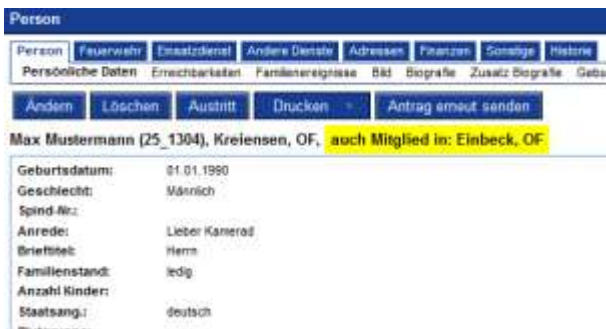 Person
Person Feuerwehr Einsatzdienst Andere Dienste Adressen Finanzen Sonstige Historie
Persönliche Daten Erreichbarkeiten Familienereignisse Bild Biografie Zusatz Biografie
Ändern Löschen Austritt Drucken Antrag erneut senden
Max Mustermann (25_1304), Kreiensen, OF, auch Mitglied in: Einbeck, OF
Geburtsdatum: 01.01.1990
Geschlecht: Männlich
Spind-Nr.:
Anrede: Lieber Kamerad
Brieftitel: Herrn
Familienstand: ledig
Anzahl Kinder:
Staatsang.: deutsch